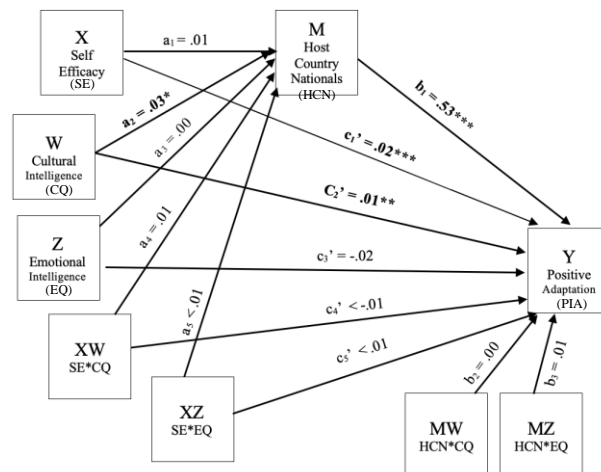 X
Self
Efficacy
(SE)
a₁ = .01
M
Host
Country
Nationals
(HCN)
a₂ = .03*
a₃ = .00
b₁ = .53***
c₁’ = .02***
W
Cultural
Intelligence
(CQ)
C₂’ = .01**
a₄ = .01
Z
Emotional
Intelligence
(EQ)
c₃’ = -.02
Y
Positive
Adaptation
(PIA)
a₅ < .01
c₄’ < -.01
XW
SE*CQ
c₅’ < .01
XZ
SE*EQ
b₂ = .00
b₃ = .01
MW
HCN*CQ
MZ
HCN*EQ